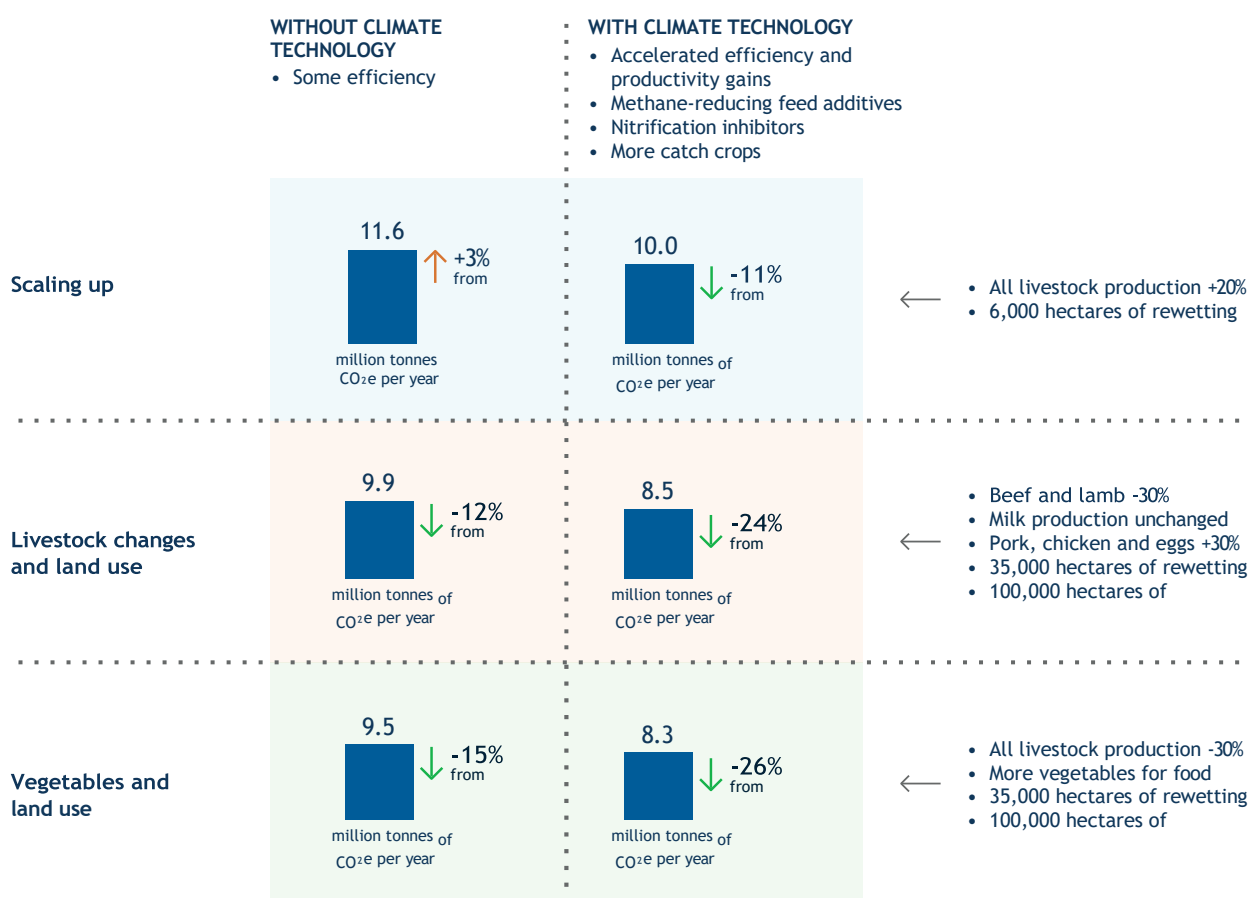 WITHOUT CLIMATE
TECHNOLOGY
• Some efficiency
WITH CLIMATE TECHNOLOGY
• Accelerated efficiency and
productivity gains
• Methane-reducing feed additives
• Nitrification inhibitors
• More catch crops
Scaling up
11.6
+3%
from
million tonnes
CO2e per year
10.0
-11%
from
million tonnes of
CO2e per year
• All livestock production +20%
• 6,000 hectares of rewetting
Livestock changes
and land use
9.9
-12%
from
million tonnes of
CO2e per year
8.5
-24%
from
million tonnes of
CO2e per year
• Beef and lamb -30%
• Milk production unchanged
• Pork, chicken and eggs +30%
• 35,000 hectares of rewetting
• 100,000 hectares of
Vegetables and
land use
9.5
-15%
from
million tonnes of
CO2e per year
8.3
-26%
from
million tonnes of
CO2e per year
• All livestock production -30%
• More vegetables for food
• 35,000 hectares of rewetting
• 100,000 hectares of